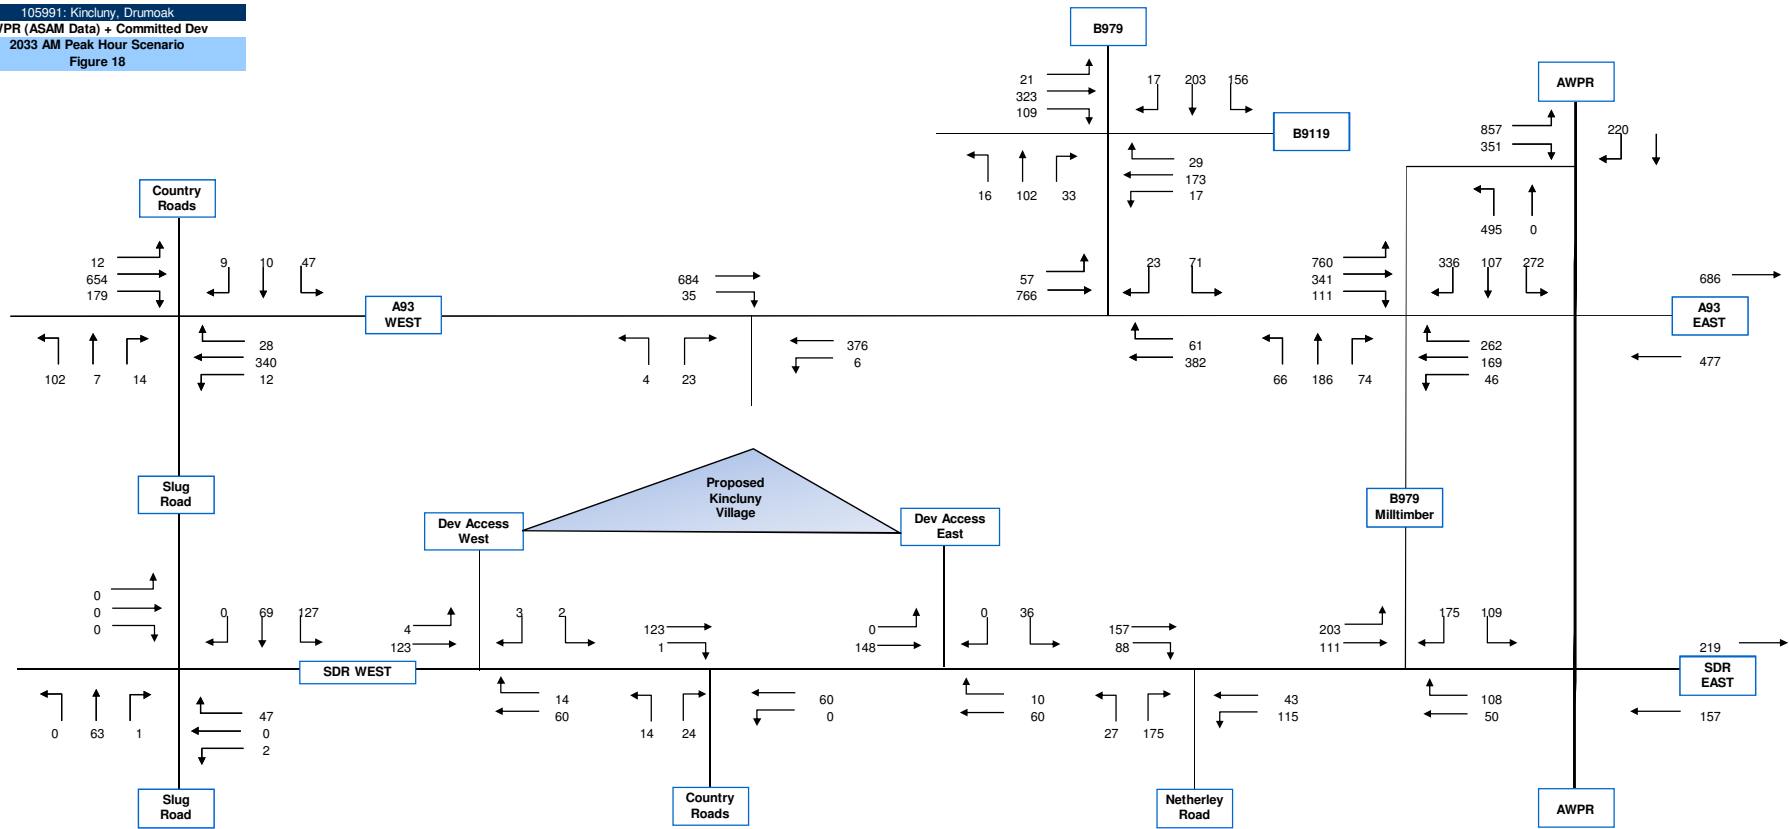 105991: Kincluny, Drumoak
WPR (ASAM Data) + Committed Dev
2033 AM Peak Hour Scenario
Figure 18
B979
21
323
109
17 203 156
B9119
29
173
17
16 102 33
AWPR
857
351
220
495 0
Country
Roads
12
654
179
9 10 47
A93
WEST
28
340
12
102 7 14
684
35
376
6
4 23
57
766
23 71
61
382
760
341
111
336 107 272
262
169
46
66 186 74
686
A93
EAST
477
Slug
Road
Proposed
Kincluny
Village
Dev Access
West
Dev Access
East
B979
Milltimber
0
0
0
0 69 127
SDR WEST
47
0
2
0 63 1
4
123
3 2
14
60
123
1
60
0
14 24
0
148
0 36
10
60
157
88
43
115
27 175
203
111
175 109
108
50
219
SDR
EAST
157
Slug
Road
Country
Roads
Netherley
Road
AWPR